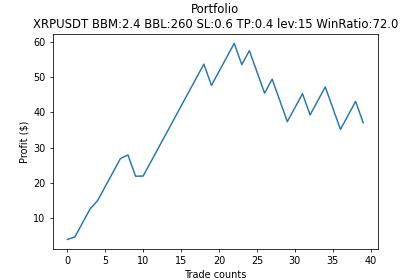 Portfolio
XRPUSDT BBM:2.4 BBL:260 SL:0.6 TP:0.4 lev:15 WinRatio:72.0
60
50
40
30
20
10
Profit ($)
0 5 10 15 20 25 30 35 40
Trade counts